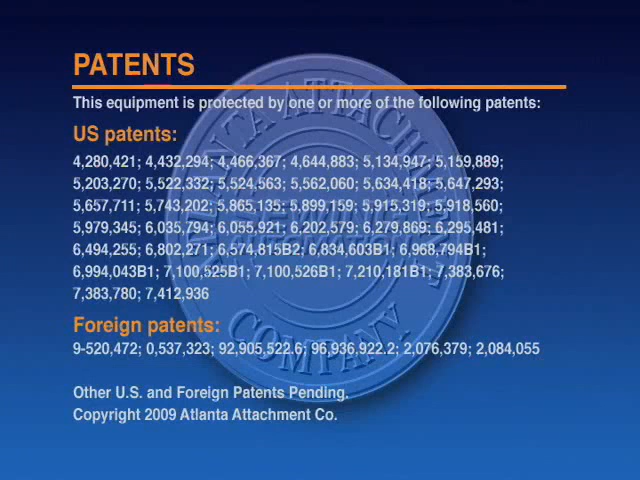 PATENTS
This equipment is protected by one or more of the following patents:
US patents:
4,280,421; 4,432,294; 4,466,367; 4,644,883; 5,134,947; 5,159,889;
5,203,270; 5,522,332; 5,524,563; 5,562,060; 5,634,418; 5,647,293;
5,657,711; 5,743,202; 5,865,135; 5,899,159; 5,915,319; 5,918,560;
5,979,345; 6,035,794; 6,055,921; 6,202,579; 6,279,869; 6,295,481;
6,494,255; 6,802,271; 6,574,815B2; 6,834,603B1; 6,968,794B1;
6,994,043B1; 7,100,525B1; 7,100,526B1; 7,210,181B1; 7,383,676;
7,383,780; 7,412,936
Foreign patents:
9-520,472; 0,537,323; 92,905,522.6; 96,936,922.2; 2,076,379; 2,084,055
Other U.S. and Foreign Patents Pending.
Copyright 2009 Atlanta Attachment Co.
ATLANTA ATTACHMENT
COMPANY